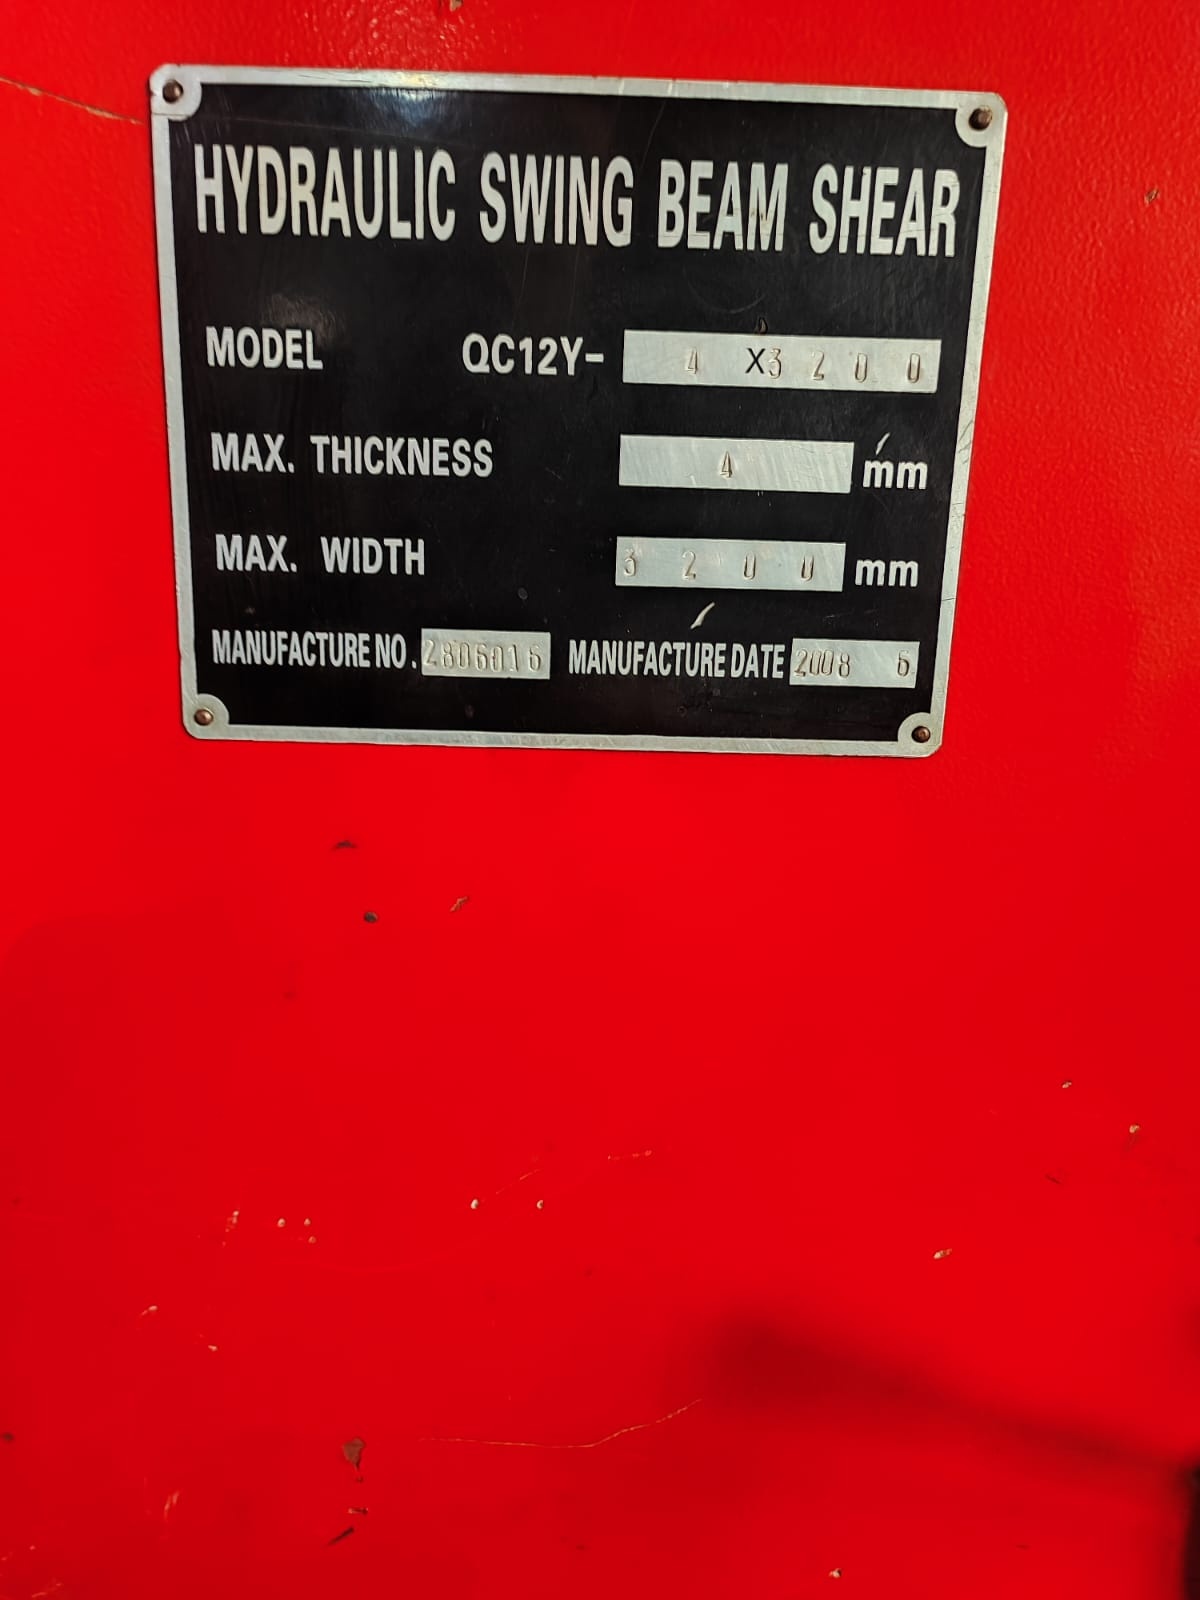 HYDRAULIC SWING BEAM SHEAR
MODEL QC12Y- 4 X3200
MAX. THICKNESS 4 mm
MAX. WIDTH 3200 mm
MANUFACTURE NO. 2806016 MANUFACTURE DATE 2008 6